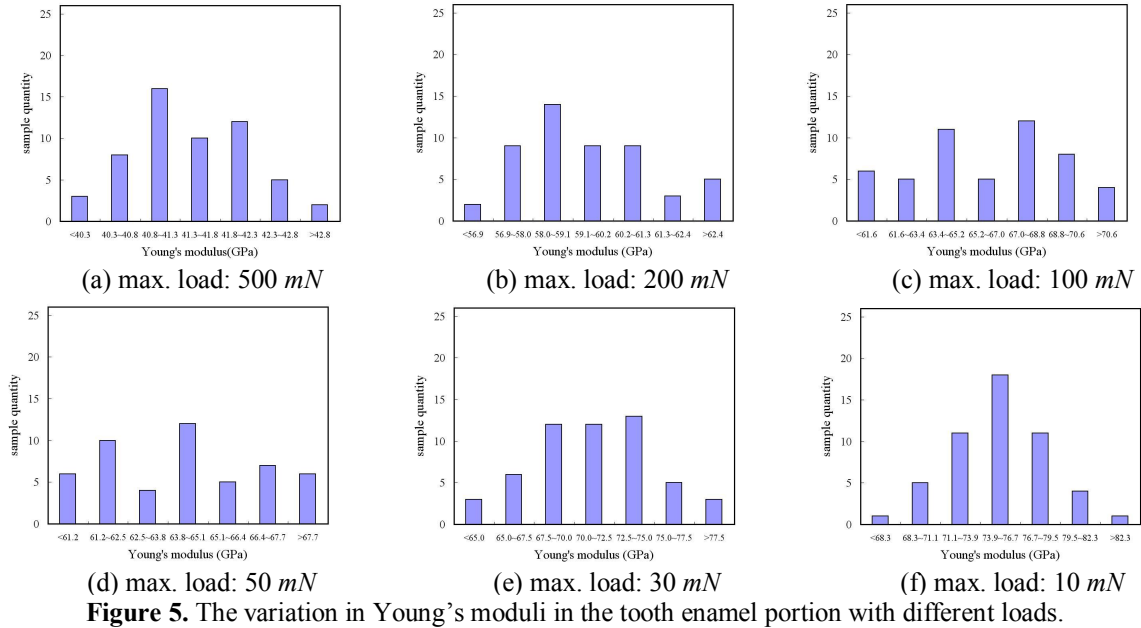 25
20
15
10
5
0
sample quantity
<40.3 40.3~40.8 40.8~41.3 41.3~41.8 41.8~42.3 42.3~42.8 >42.8
Young's modulus(GPa)
(a) max. load: 500 mN
25
20
15
10
5
0
sample quantity
<56.9 56.9~58.0 58.0~59.1 59.1~60.2 60.2~61.3 61.3~62.4 >62.4
Young's modulus (GPa)
(b) max. load: 200 mN
25
20
15
10
5
0
sample quantity
<61.6 61.6~63.4 63.4~65.2 65.2~67.0 67.0~68.8 68.8~70.6 >70.6
Young's modulus (GPa)
(c) max. load: 100 mN
25
20
15
10
5
0
sample quantity
<61.2 61.2~62.5 62.5~63.8 63.8~65.1 65.1~66.4 66.4~67.7 >67.7
Young's modulus (GPa)
(d) max. load: 50 mN
25
20
15
10
5
0
sample quantity
<65.0 65.0~67.5 67.5~70.0 70.0~72.5 72.5~75.0 75.0~77.5 >77.5
Young's modulus (GPa)
(e) max. load: 30 mN
25
20
15
10
5
0
sample quantity
<68.3 68.3~71.1 71.1~73.9 73.9~76.7 76.7~79.5 79.5~82.3 >82.3
Young's modulus (GPa)
(f) max. load: 10 mN
Figure 5. The variation in Young's moduli in the tooth enamel portion with different loads.